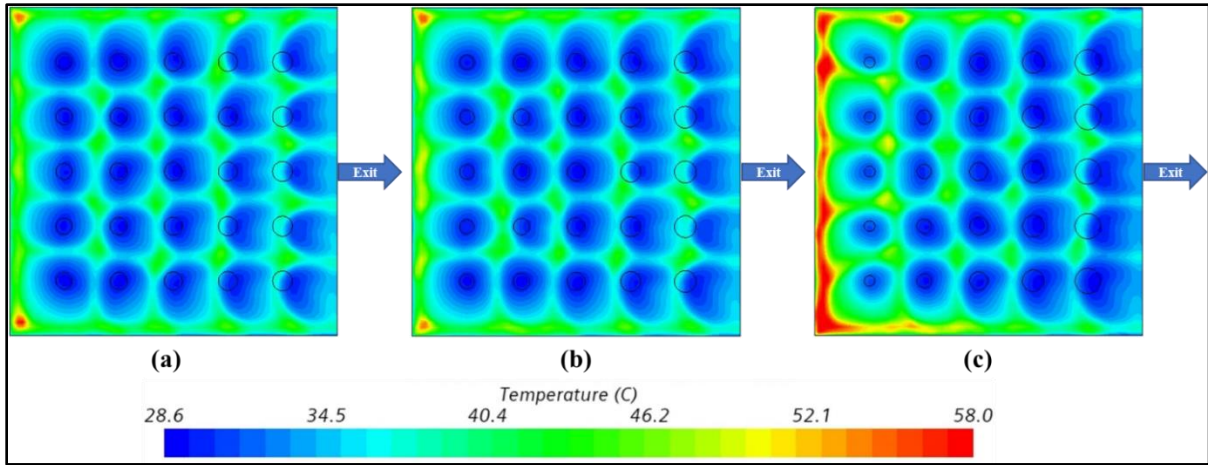 Exit
Exit
Exit
(a)
(b)
(c)
Temperature (C)
28.6 34.5 40.4 46.2 52.1 58.0